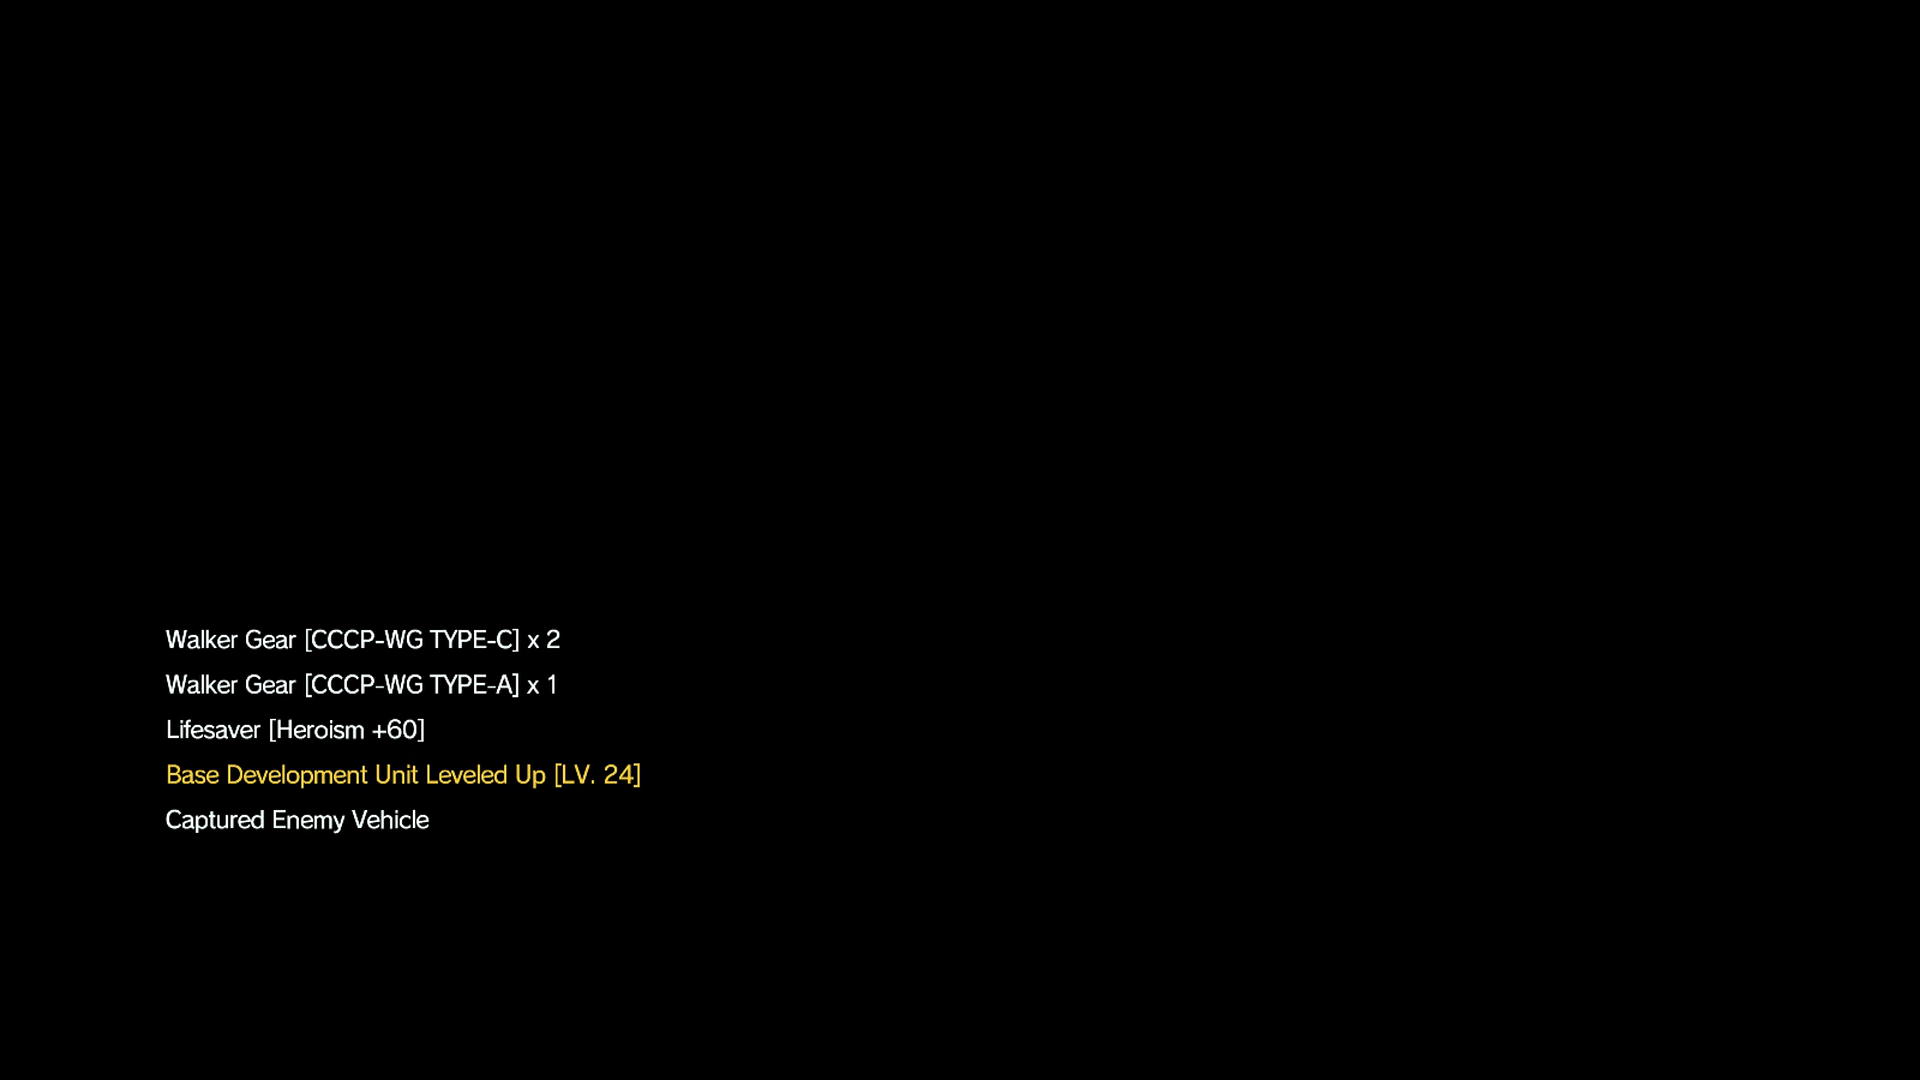 Walker Gear [CCCP-WG TYPE-C] x 2
Walker Gear [CCCP-WG TYPE-A] x 1
Lifesaver [Heroism +60]
Base Development Unit Leveled Up [LV. 24]
Captured Enemy Vehicle